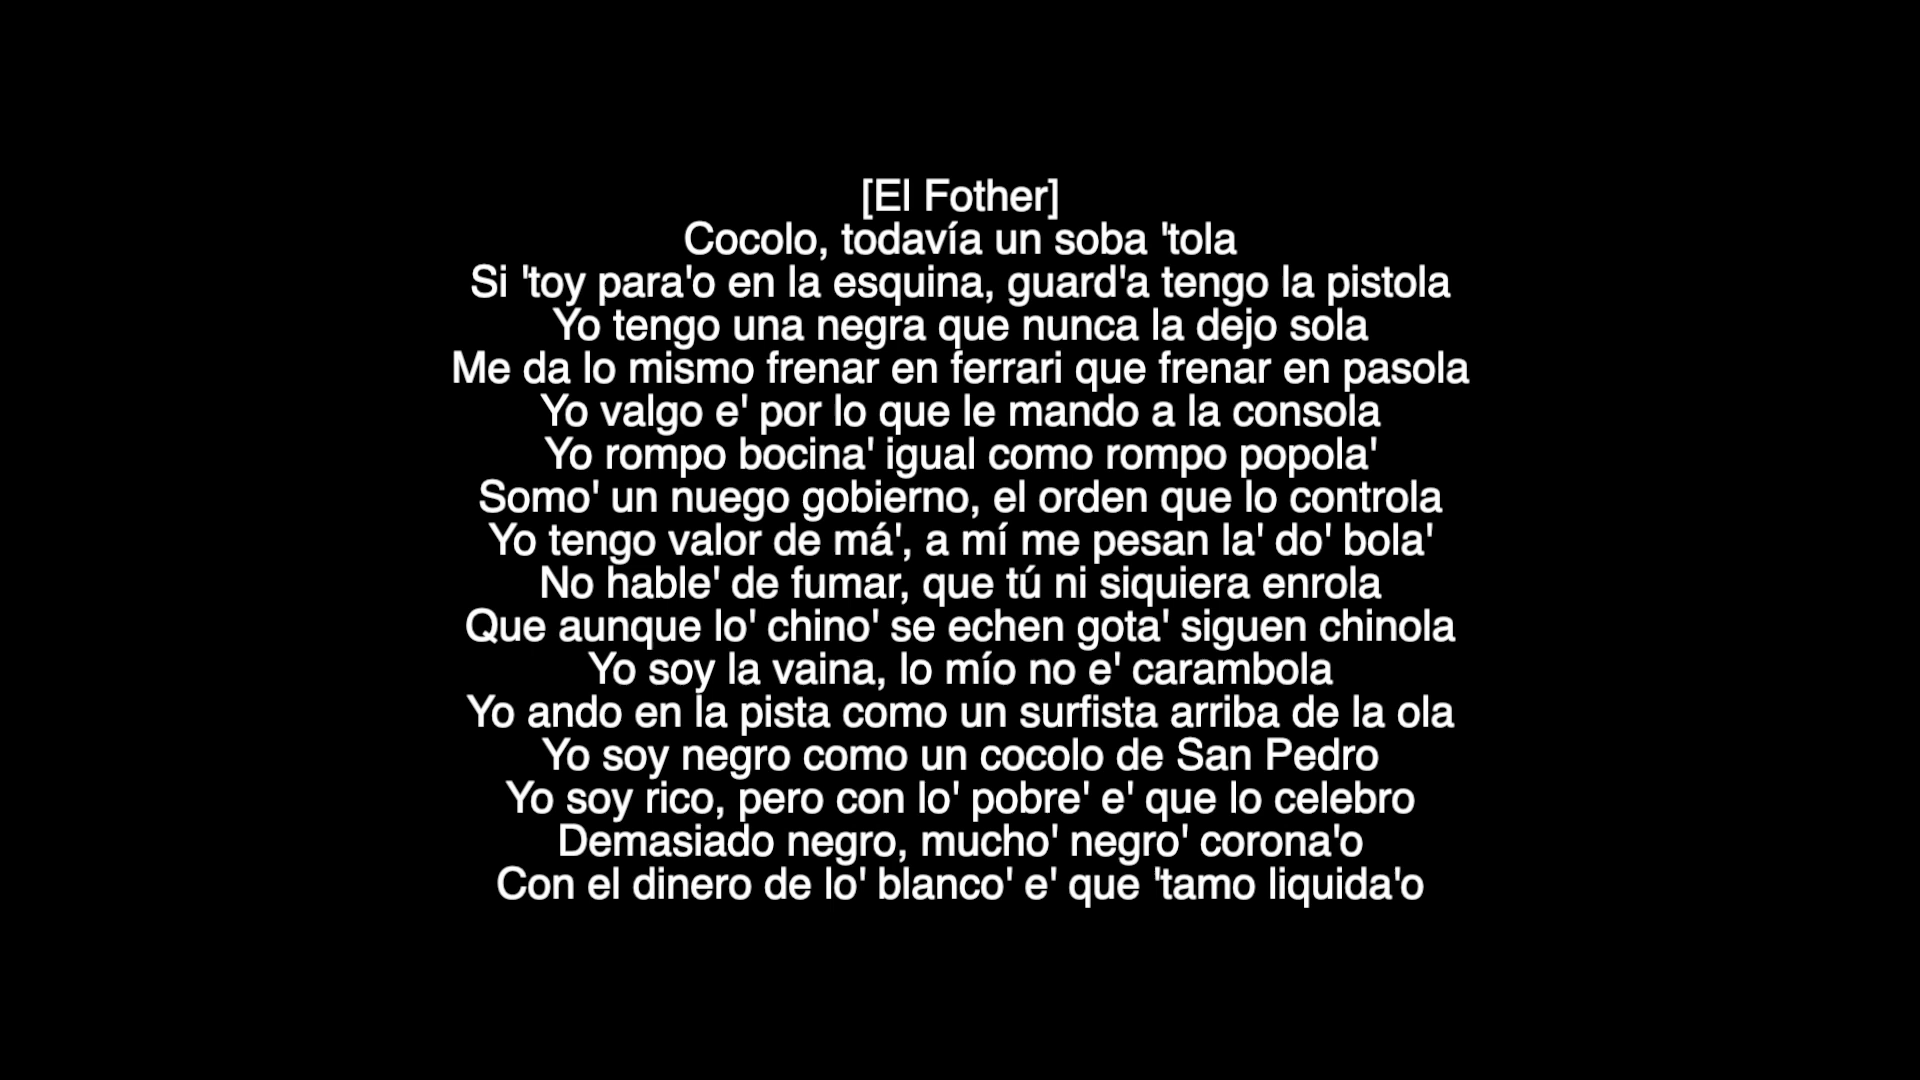 [El Fother]
Cocolo, todavía un soba 'tola
Si 'toy para'o en la esquina, guard'a tengo la pistola
Yo tengo una negra que nunca la dejo sola
Me da lo mismo frenar en ferrari que frenar en pasola
Yo valgo e' por lo que le mando a la consola
Yo rompo bocina' igual como rompo popola'
Somo' un nuego gobierno, el orden que lo controla
Yo tengo valor de má', a mí me pesan la' do' bola'
No hable' de fumar, que tú ni siquiera enrola
Que aunque lo' chino' se echen gota' siguen chinola
Yo soy la vaina, lo mío no e' carambola
Yo ando en la pista como un surfista arriba de la ola
Yo soy negro como un cocolo de San Pedro
Yo soy rico, pero con lo' pobre' e' que lo celebro
Demasiado negro, mucho' negro' corona'o
Con el dinero de lo' blanco' e' que 'tamo liquida'o